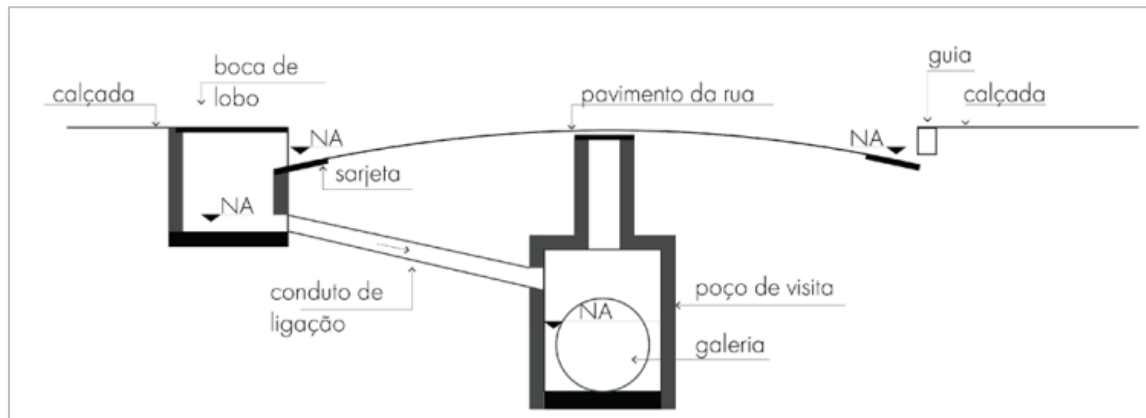 boca de
lobo
calçada
guia
calçada
pavimento da rua
NA
NA
sarjeta
NA
conduto de
ligação
poço de visita
NA
galeria